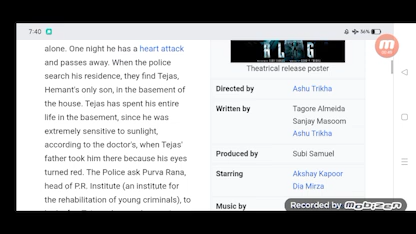 7:40
56%
alone. One night he has a heart attack
and passes away. When the police
search his residence, they find Tejas,
Hemant's only son, in the basement of
the house. Tejas has spent his entire
life in the basement, since he was
extremely sensitive to sunlight,
according to the doctor's, when Tejas'
father took him there because his eyes
turned red. The Police ask Purva Rana,
head of P.R. Institute (an institute for
the rehabilitation of young criminals), to
Theatrical release poster
Directed by Ashu Trikha
Written by Tagore Almeida
Sanjay Masoom
Ashu Trikha
Produced by Subi Samuel
Starring Akshay Kapoor
Dia Mirza
Music by
Recorded by Mobizen